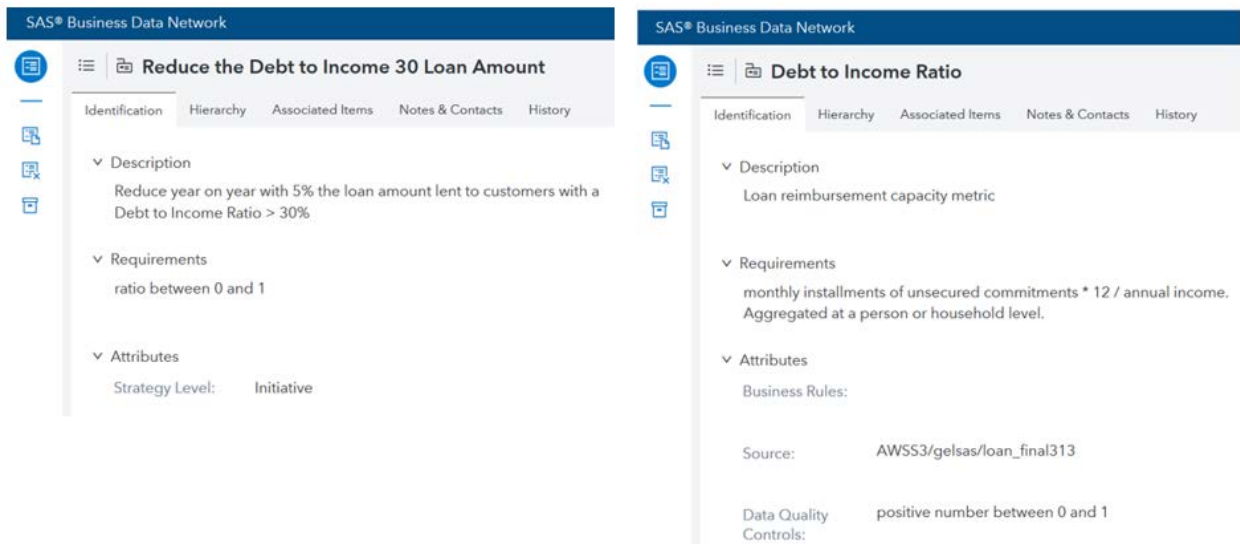 SAS® Business Data Network
Reduce the Debt to Income 30 Loan Amount
Identification Hierarchy Associated Items Notes & Contacts History
Description
Reduce year on year with 5% the loan amount lent to customers with a
Debt to Income Ratio > 30%
Requirements
ratio between 0 and 1
Attributes
Strategy Level: Initiative
SAS® Business Data Network
Debt to Income Ratio
Identification Hierarchy Associated Items Notes & Contacts History
Description
Loan reimbursement capacity metric
Requirements
monthly installments of unsecured commitments * 12 / annual income.
Aggregated at a person or household level.
Attributes
Business Rules:
Source: AWSS3/gelsas/loan_final313
Data Quality positive number between 0 and 1
Controls: